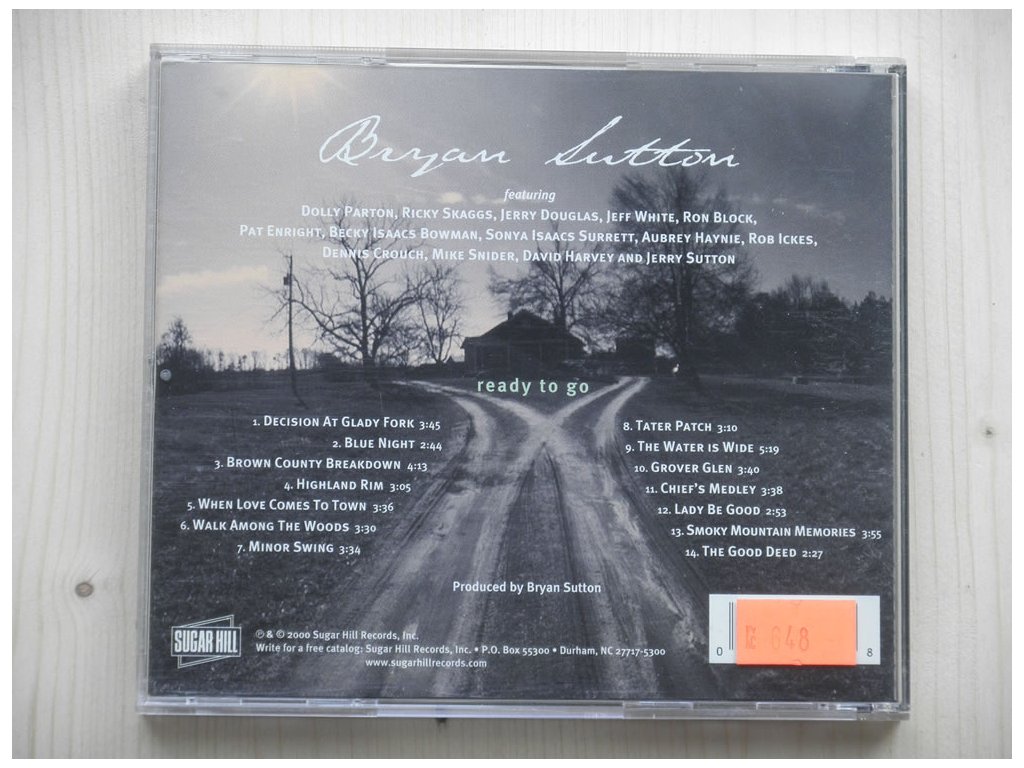 Bryan Sutton
featuring
DOLLY PARTON, RICKY SKAGGS, JERRY DOUGLAS, JEFF WHITE, RON BLOCK,
PAT ENRIGHT, BECKY ISAACS BOWMAN, SONYA ISAACS SURRETT, AUBREY HAYNIE, ROB ICKES,
DENNIS CROUCH, MIKE SNIDER, DAVID HARVEY AND JERRY SUTTON
ready to go
1. DECISION AT GLADY FORK 3:45
2. BLUE NIGHT 2:44
3. BROWN COUNTY BREAKDOWN 4:13
4. HIGHLAND RIM 3:05
5. WHEN LOVE COMES TO TOWN 3:36
6. WALK AMONG THE WOODS 3:30
7. MINOR SWING 3:34
8. TATER PATCH 3:10
9. THE WATER IS WIDE 5:19
10. GROVER GLEN 3:40
11. CHIEF'S MEDLEY 3:38
12. LADY BE GOOD 2:53
13. SMOKY MOUNTAIN MEMORIES 3:55
14. THE GOOD DEED 2:27
Produced by Bryan Sutton
SUGAR HILL
℗ & © 2000 Sugar Hill Records, Inc.
Write for a free catalog: Sugar Hill Records, Inc. • P.O. Box 55300 • Durham, NC 27717-5300
www.sugarhillrecords.com
0 8
648